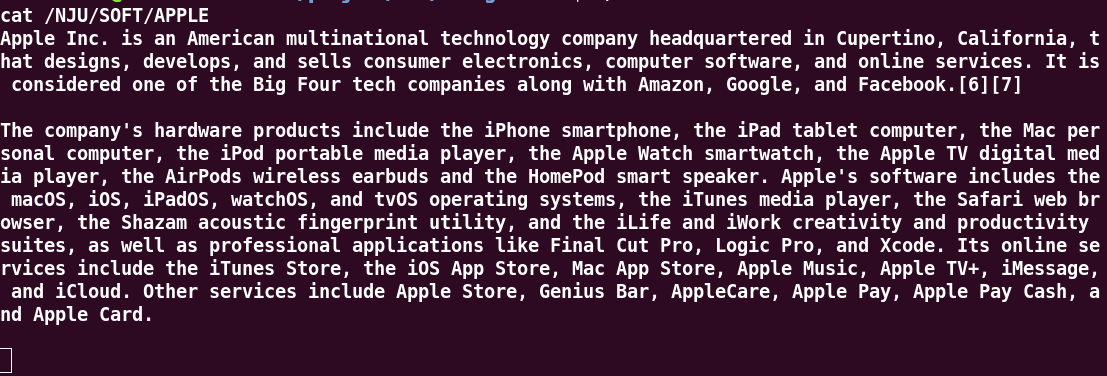 cat /NJU/SOFT/APPLE
Apple Inc. is an American multinational technology company headquartered in Cupertino, California, t
hat designs, develops, and sells consumer electronics, computer software, and online services. It is
 considered one of the Big Four tech companies along with Amazon, Google, and Facebook.[6][7]

The company's hardware products include the iPhone smartphone, the iPad tablet computer, the Mac per
sonal computer, the iPod portable media player, the Apple Watch smartwatch, the Apple TV digital med
ia player, the AirPods wireless earbuds and the HomePod smart speaker. Apple's software includes the
 macOS, iOS, iPadOS, watchOS, and tvOS operating systems, the iTunes media player, the Safari web br
owser, the Shazam acoustic fingerprint utility, and the iLife and iWork creativity and productivity
suites, as well as professional applications like Final Cut Pro, Logic Pro, and Xcode. Its online se
rvices include the iTunes Store, the iOS App Store, Mac App Store, Apple Music, Apple TV+, iMessage,
 and iCloud. Other services include Apple Store, Genius Bar, AppleCare, Apple Pay, Apple Pay Cash, a
nd Apple Card.